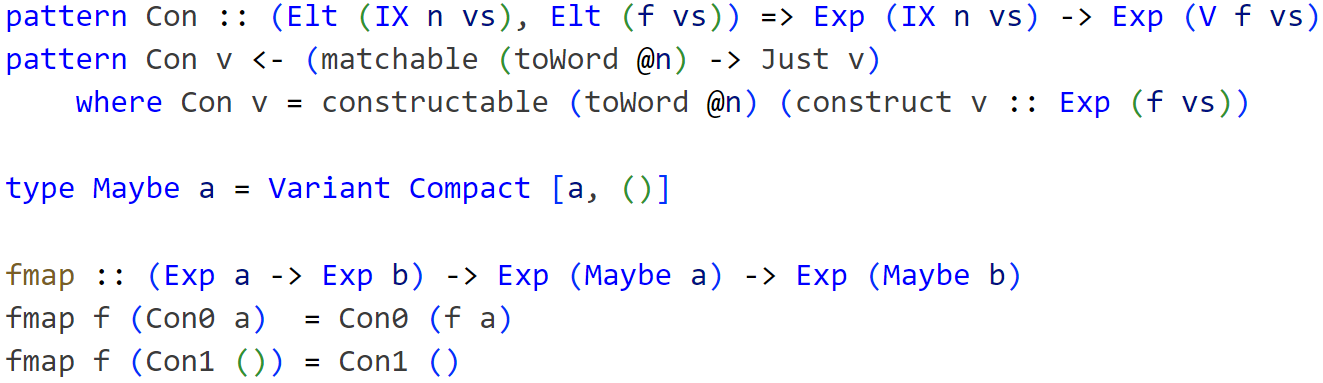 pattern Con :: (Elt (IX n vs), Elt (f vs)) => Exp (IX n vs) -> Exp (V f vs)
pattern Con v <- (matchable (toWord @n) -> Just v)
    where Con v = constructable (toWord @n) (construct v :: Exp (f vs))
type Maybe a = Variant Compact [a, ()]
fmap :: (Exp a -> Exp b) -> Exp (Maybe a) -> Exp (Maybe b)
fmap f (Con0 a)  = Con0 (f a)
fmap f (Con1 ()) = Con1 ()